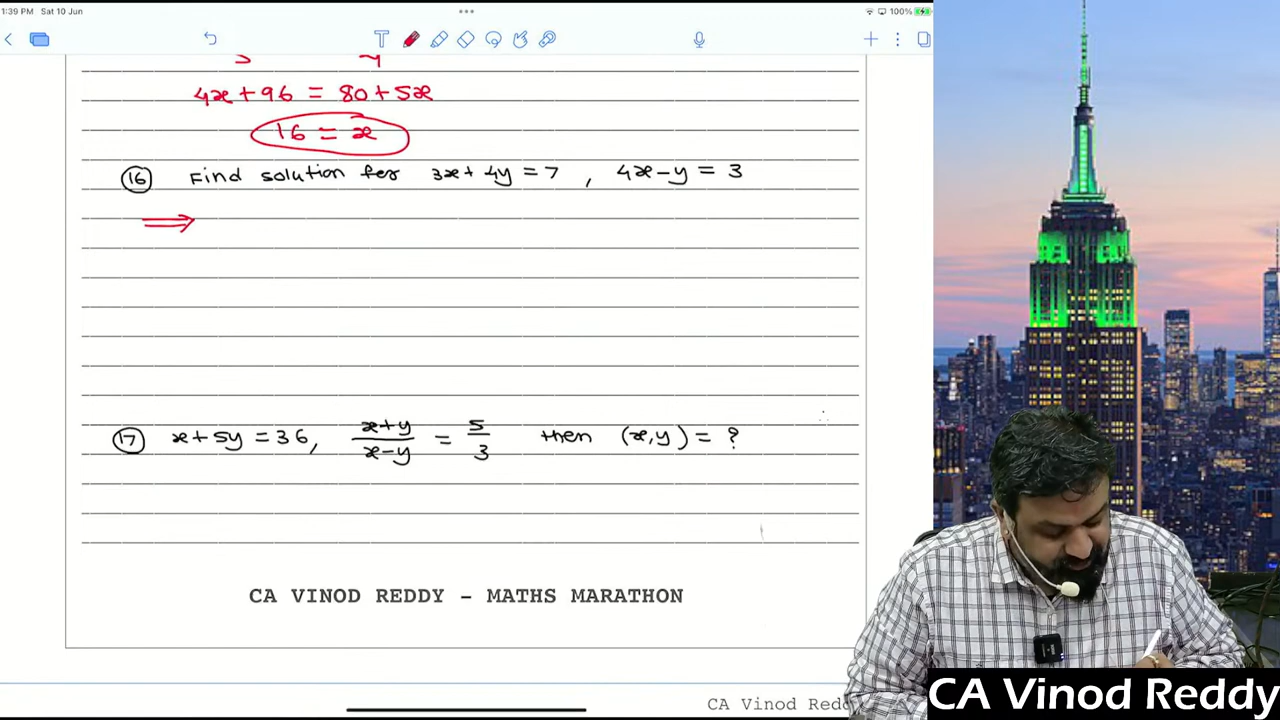 1:39 PM Sat 10 Jun
100%
4x + 96 = 80 + 5x
16 = x
(16) Find solution for 3x + 4y = 7 , 4x - y = 3
⟹
(17) x + 5y = 36, (x+y)/(x-y) = 5/3 then (x,y) = ?
CA VINOD REDDY - MATHS MARATHON
CA Vinod Redd
CA Vinod Reddy